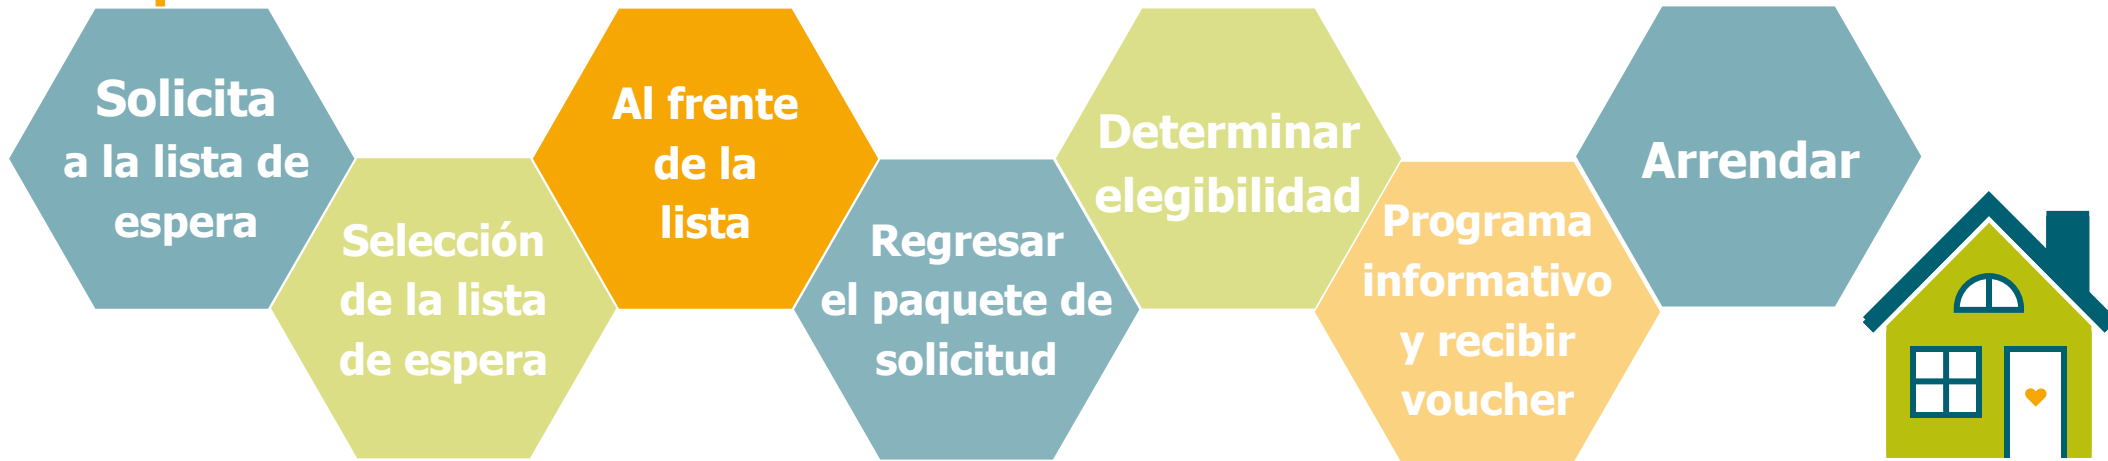 Solicita
a la lista de
espera
Selección
de la lista
de espera
Al frente
de la
lista
Regresar
el paquete de
solicitud
Determinar
elegibilidad
Programa
informativo
y recibir
voucher
Arrendar